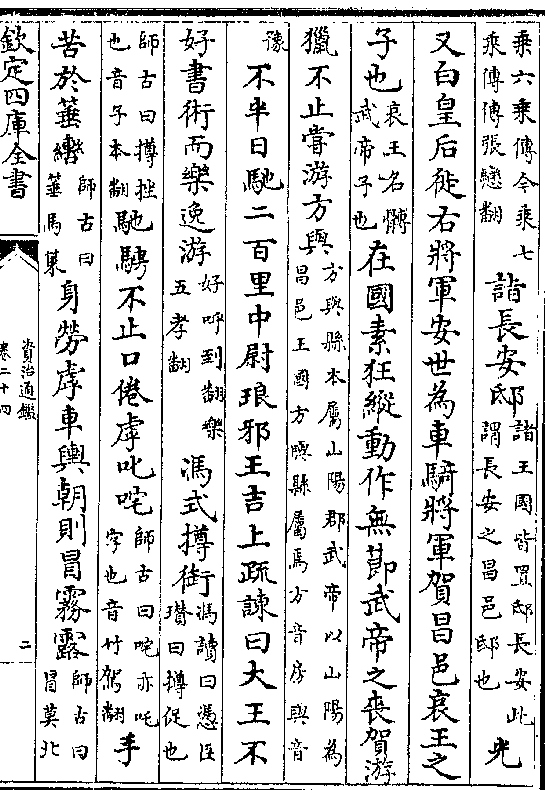 乘六乘傳今乘七
乘傳傳張戀翻
詣長安邸
諸王國皆置邸長安此
謂長安之昌邑邸也
光
又白皇后徙右將軍安世為車騎將軍賀昌邑哀王之
子也
哀王名髆
武帝子也
在國素狂縱動作無節武帝之喪賀游
獵不止嘗游方與
方與縣本屬山陽郡武帝以山陽為
昌邑王國方與縣屬焉方音房與音
豫
不半日馳二百里中尉琅邪王吉上疏諫曰大王不
好書術而樂逸游
好呼到翻樂
五孝翻
馮式撙銜
馮讀曰憑臣
瓚曰撙促也
師古曰撙挫
也音子本翻
馳騁不止口倦虖叱咤
師古曰咤亦吒
字也音竹駕翻
手
苦於箠轡
師古曰
箠馬策
身勞虖車輿朝則冒霧露
師古曰
冒莫北
欽定四庫全書
資治通鑑
卷二十四
二